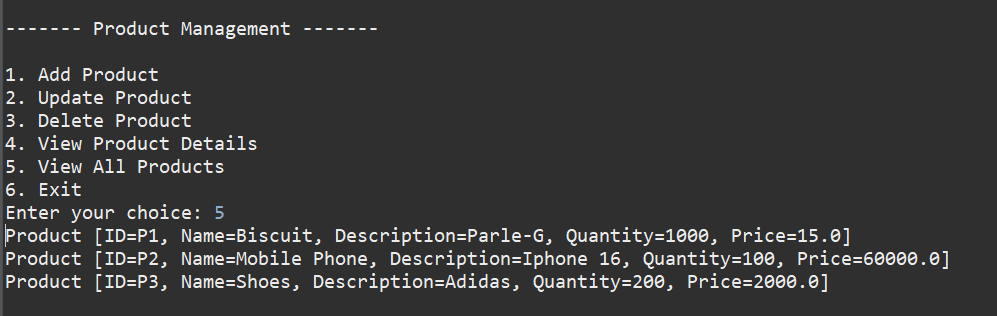 ------- Product Management -------
1. Add Product
2. Update Product
3. Delete Product
4. View Product Details
5. View All Products
6. Exit
Enter your choice: 5
Product [ID=P1, Name=Biscuit, Description=Parle-G, Quantity=1000, Price=15.0]
Product [ID=P2, Name=Mobile Phone, Description=Iphone 16, Quantity=100, Price=60000.0]
Product [ID=P3, Name=Shoes, Description=Adidas, Quantity=200, Price=2000.0]